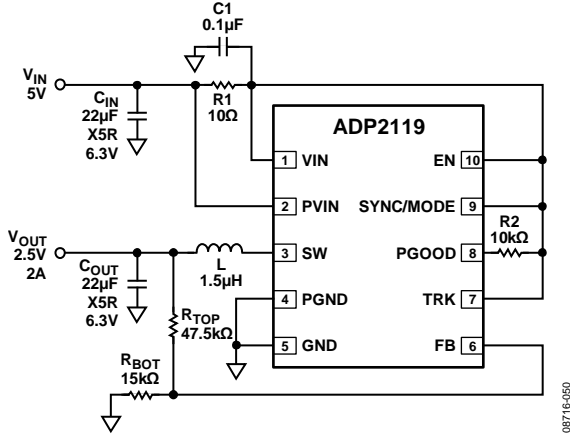 C1
0.1µF
VIN
5V
CIN
22µF
X5R
6.3V
R1
10Ω
ADP2119
1 VIN
EN 10
2 PVIN
SYNC/MODE 9
R2
10kΩ
3 SW
PGOOD 8
4 PGND
TRK 7
5 GND
FB 6
VOUT
2.5V
2A
COUT
22µF
X5R
6.3V
L
1.5µH
RTOP
47.5kΩ
RBOT
15kΩ
08716-050